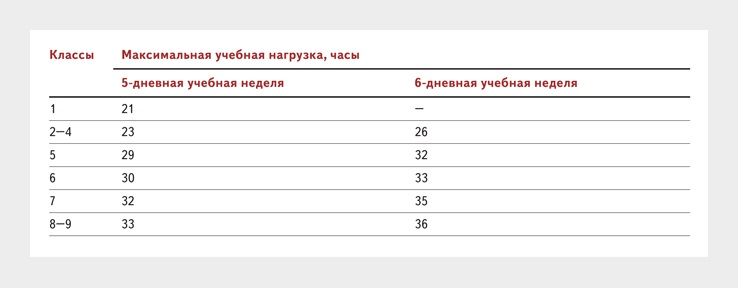 Классы Максимальная учебная нагрузка, часы
5-дневная учебная неделя 6-дневная учебная неделя
1 21 —
2—4 23 26
5 29 32
6 30 33
7 32 35
8—9 33 36